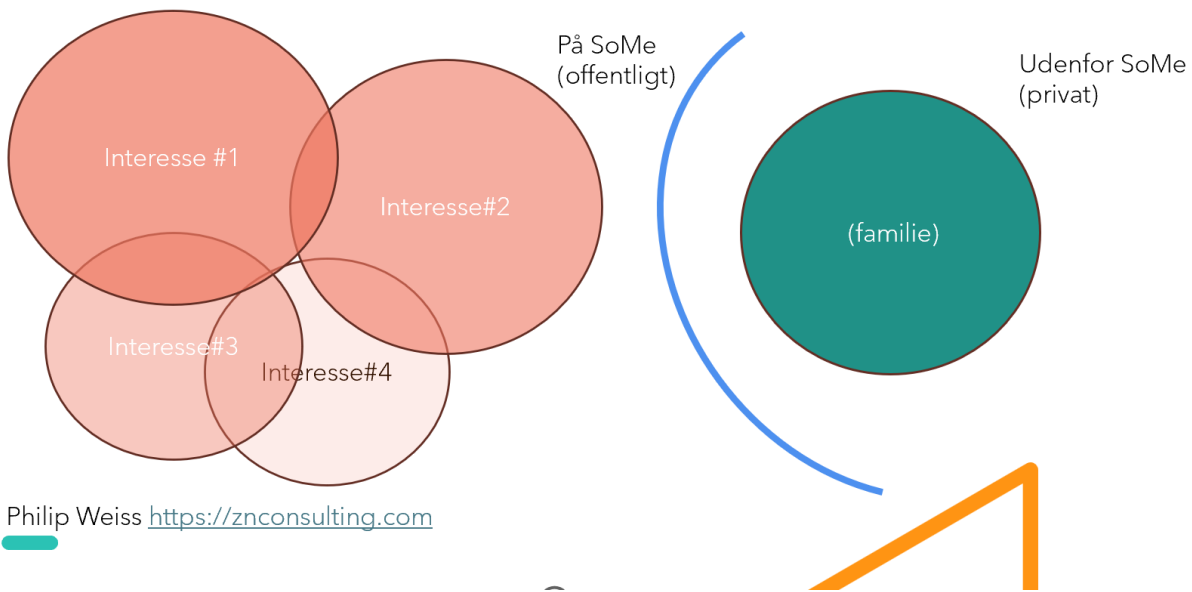 På SoMe
(offentligt)
Udenfor SoMe
(privat)
Interesse #1
Interesse#2
(familie)
Interesse#3
Interesse#4
Philip Weiss https://znconsulting.com